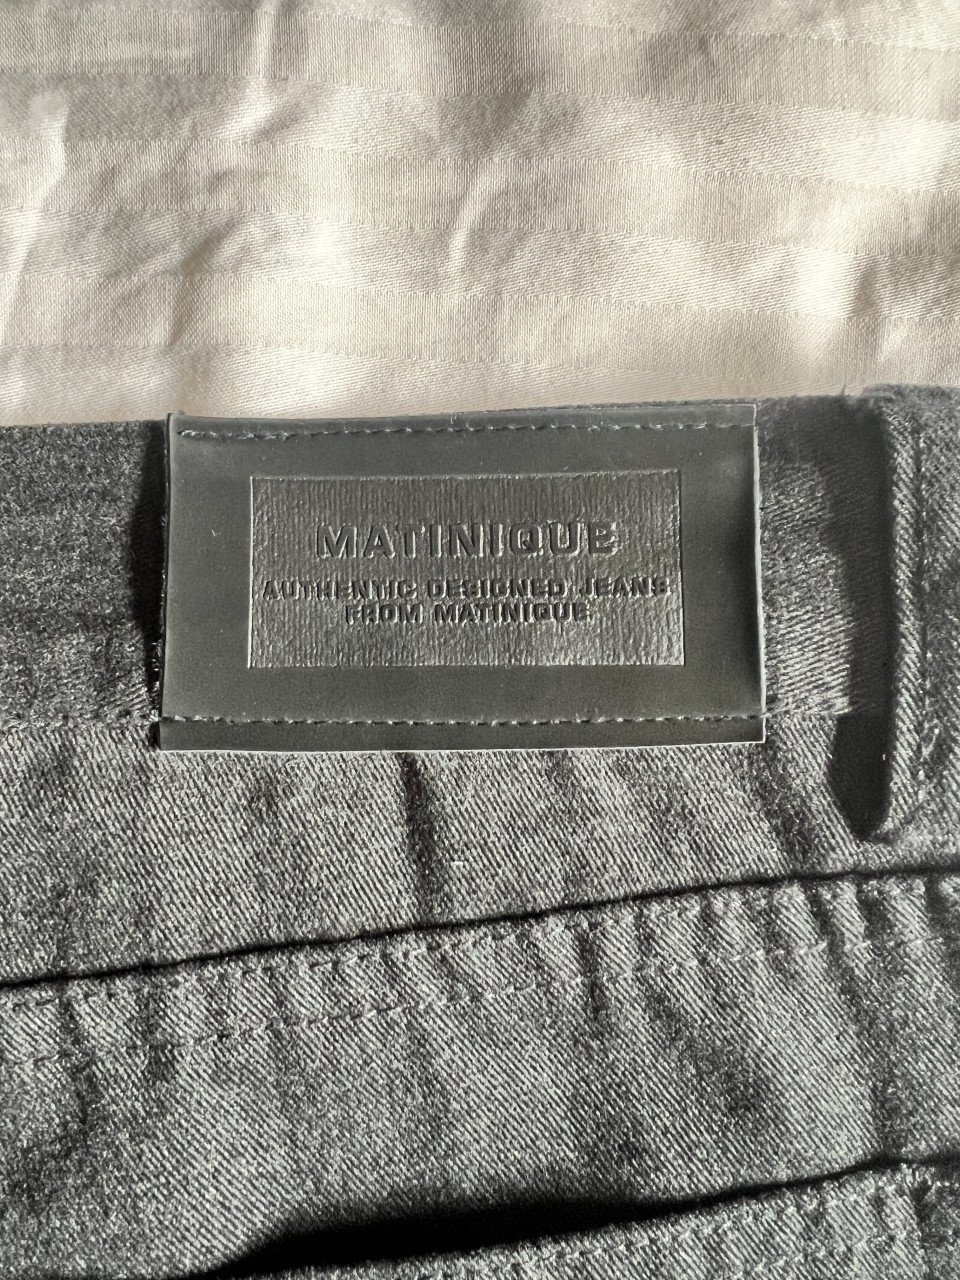 MATINIQUE
AUTHENTIC DESIGNED JEANS
FROM MATINIQUE